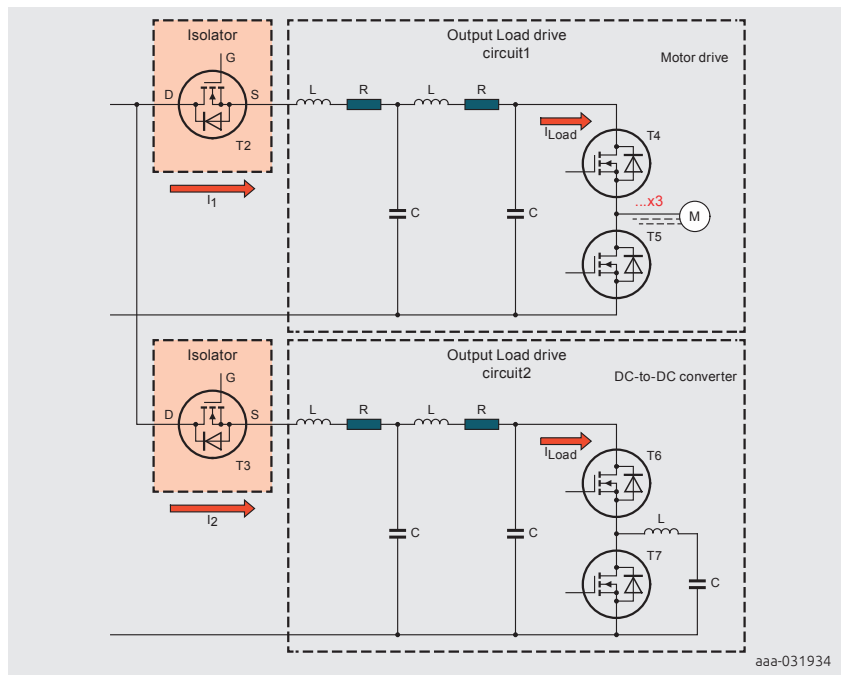 Isolator
G
D
S
T2
I1
Output Load drive
circuit1
Motor drive
L
R
L
R
C
C
ILoad
T4
...x3
M
T5
Isolator
G
D
S
T3
I2
Output Load drive
circuit2
DC-to-DC converter
L
R
L
R
C
C
ILoad
T6
L
T7
C
aaa-031934